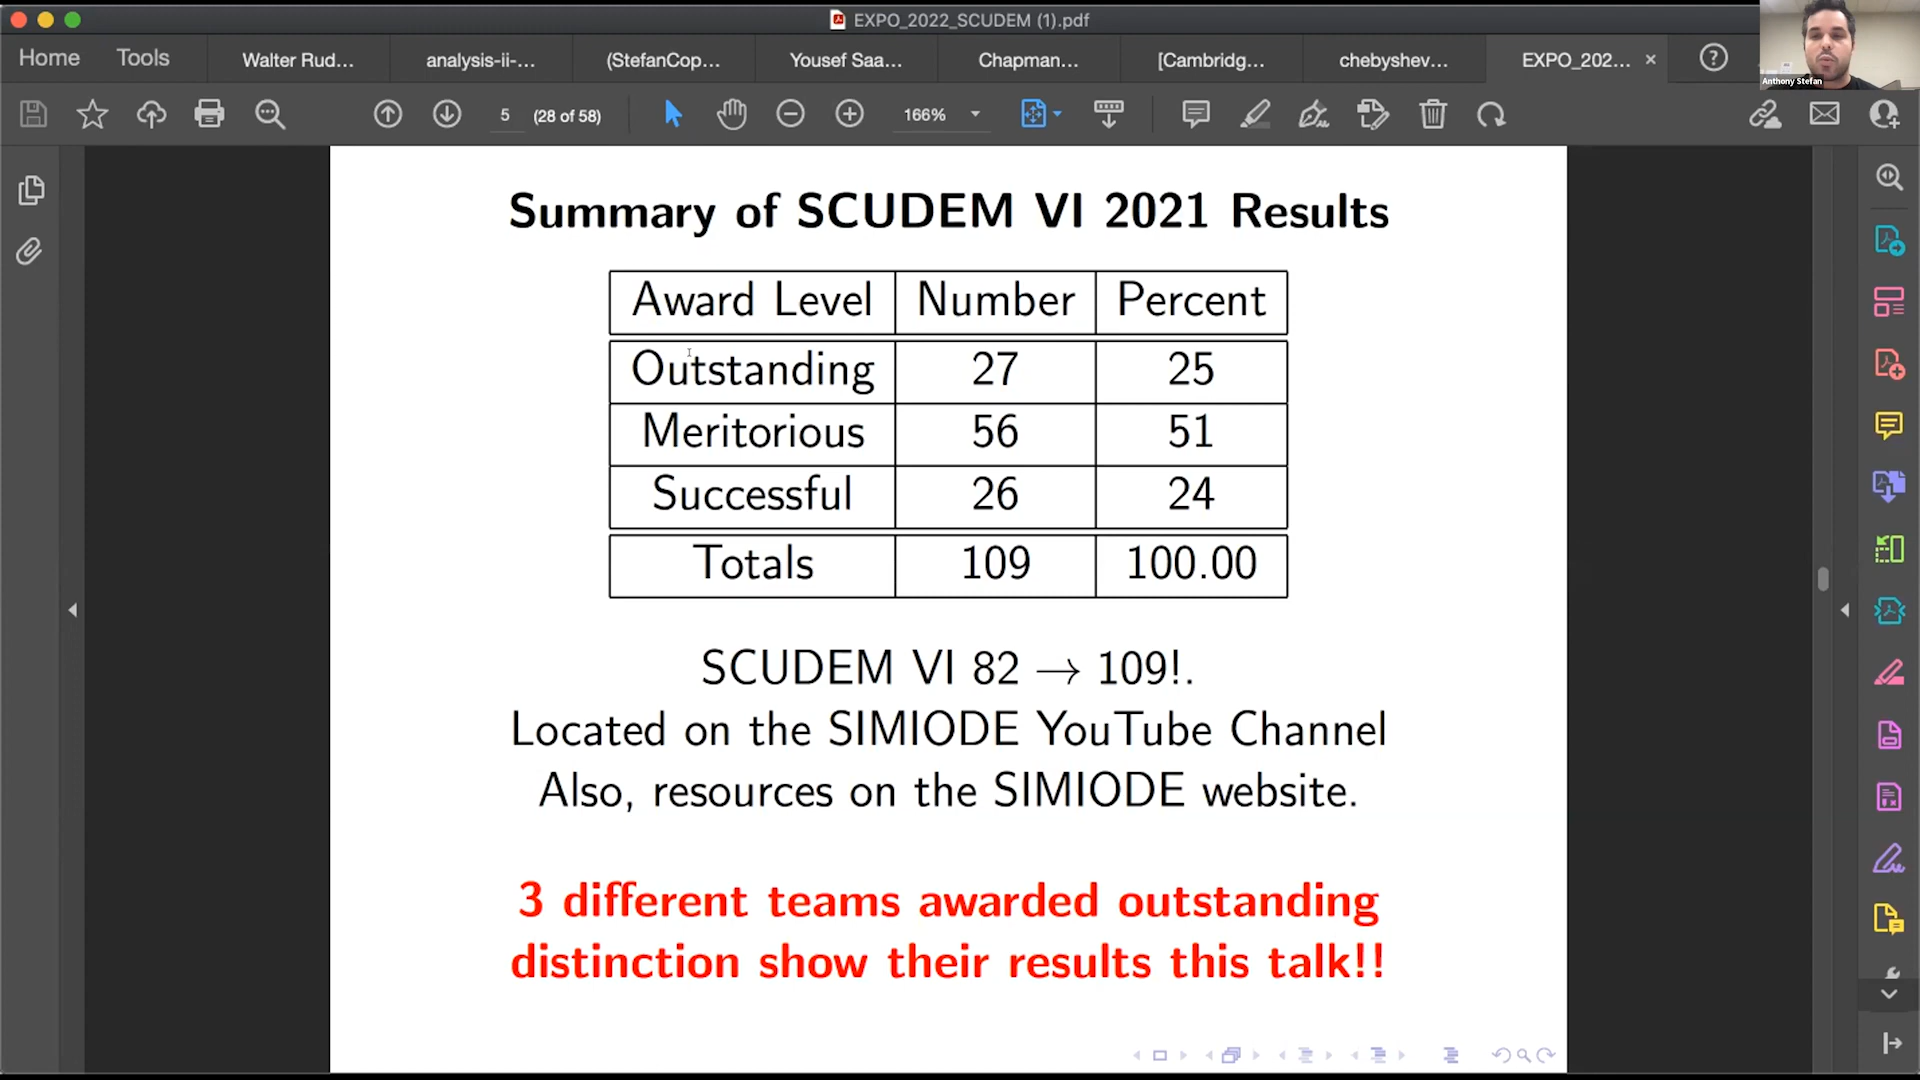 EXPO_2022_SCUDEM (1).pdf
Home Tools Walter Rud... analysis-ii-... (StefanCop... Yousef Saa... Chapman... [Cambridg... chebyshev... EXPO_202...
Anthony Stefan
5 (28 of 58) 166%
Summary of SCUDEM VI 2021 Results
Award Level Number Percent
Outstanding 27 25
Meritorious 56 51
Successful 26 24
Totals 109 100.00
SCUDEM VI 82 → 109!.
Located on the SIMIODE YouTube Channel
Also, resources on the SIMIODE website.
3 different teams awarded outstanding
distinction show their results this talk!!